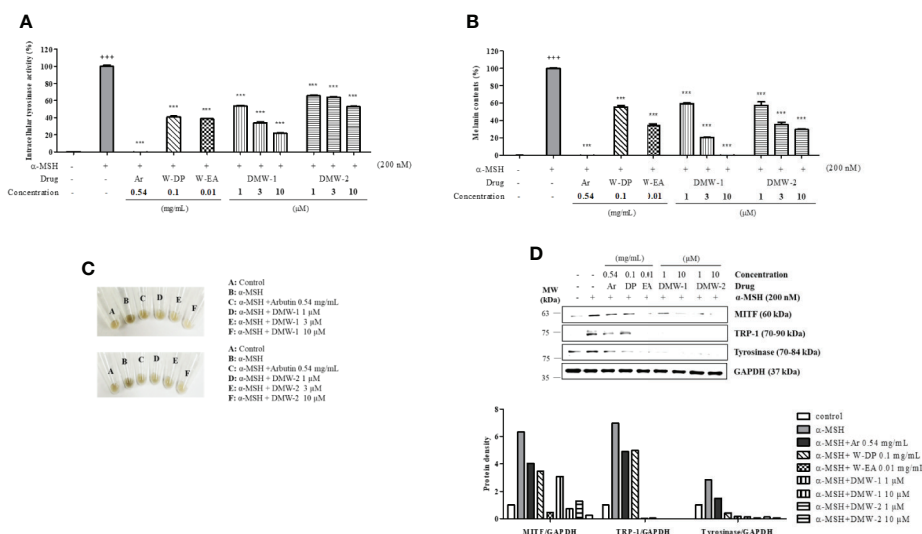 A
Intracellular tyrosinase activity (%)
120
100
80
60
40
20
0
+++
*** *** *** *** *** *** *** *** ***
α-MSH - + + + + + + + + + + (200 nM)
Drug - - Ar W-DP W-EA DMW-1 DMW-2
Concentration - - 0.54 0.1 0.01 1 3 10 1 3 10
(mg/mL) (μM)
B
Melanin contents (%)
120
100
80
60
40
20
0
+++
*** *** *** *** *** *** *** *** ***
α-MSH - + + + + + + + + + + (200 nM)
Drug - - Ar W-DP W-EA DMW-1 DMW-2
Concentration - - 0.54 0.1 0.01 1 3 10 1 3 10
(mg/mL) (μM)
C
A B C D E F
A: Control
B: α-MSH
C: α-MSH +Arbutin 0.54 mg/mL
D: α-MSH + DMW-1 1 μM
E: α-MSH + DMW-1 3 μM
F: α-MSH + DMW-1 10 μM
A B C D E F
A: Control
B: α-MSH
C: α-MSH +Arbutin 0.54 mg/mL
D: α-MSH + DMW-2 1 μM
E: α-MSH + DMW-2 3 μM
F: α-MSH + DMW-2 10 μM
D
(mg/mL) (μM)
- - 0.54 0.1 0.01 1 10 1 10 Concentration
- - Ar DP EA DMW-1 DMW-2 Drug
- + + + + + + + + α-MSH (200 nM)
MW
(kDa)
63 MITF (60 kDa)
75 TRP-1 (70-90 kDa)
75 Tyrosinase (70-84 kDa)
35 GAPDH (37 kDa)
Protein density
8
6
4
2
0
MITF/GAPDH TRP-1/GAPDH Tyrosinase/GAPDH
control
α-MSH
α-MSH+Ar 0.54 mg/mL
α-MSH+ W-DP 0.1 mg/mL
α-MSH+ W-EA 0.01 mg/mL
α-MSH+DMW-1 1 μM
α-MSH+DMW-1 10 μM
α-MSH+DMW-2 1 μM
α-MSH+DMW-2 10 μM